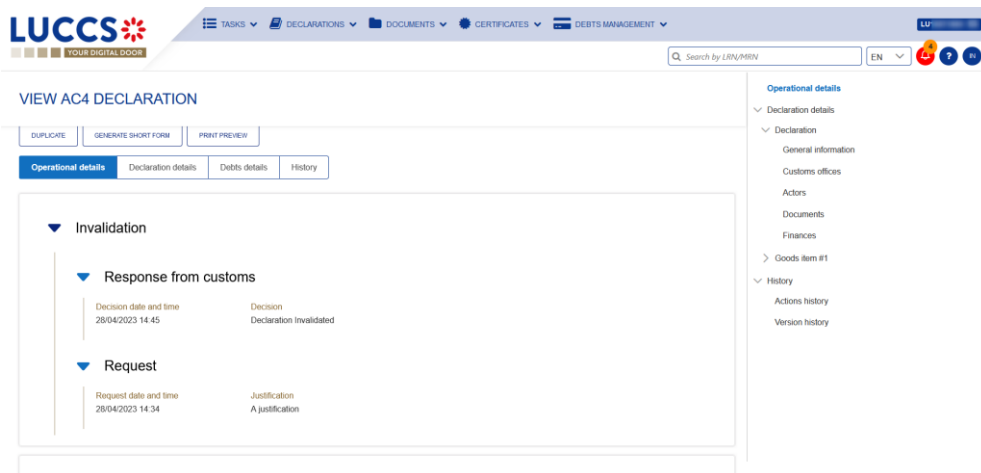 LUCCS
YOUR DIGITAL DOOR
TASKS
DECLARATIONS
DOCUMENTS
CERTIFICATES
DEBTS MANAGEMENT
Search by LRN/MRN
EN
4
?
IN
VIEW AC4 DECLARATION
DUPLICATE
GENERATE SHORT FORM
PRINT PREVIEW
Operational details
Declaration details
Debts details
History
Invalidation
Response from customs
Decision date and time
Decision
28/04/2023 14:45
Declaration Invalidated
Request
Request date and time
Justification
28/04/2023 14:34
A justification
Operational details
Declaration details
Declaration
General information
Customs offices
Actors
Documents
Finances
Goods item #1
History
Actions history
Version history